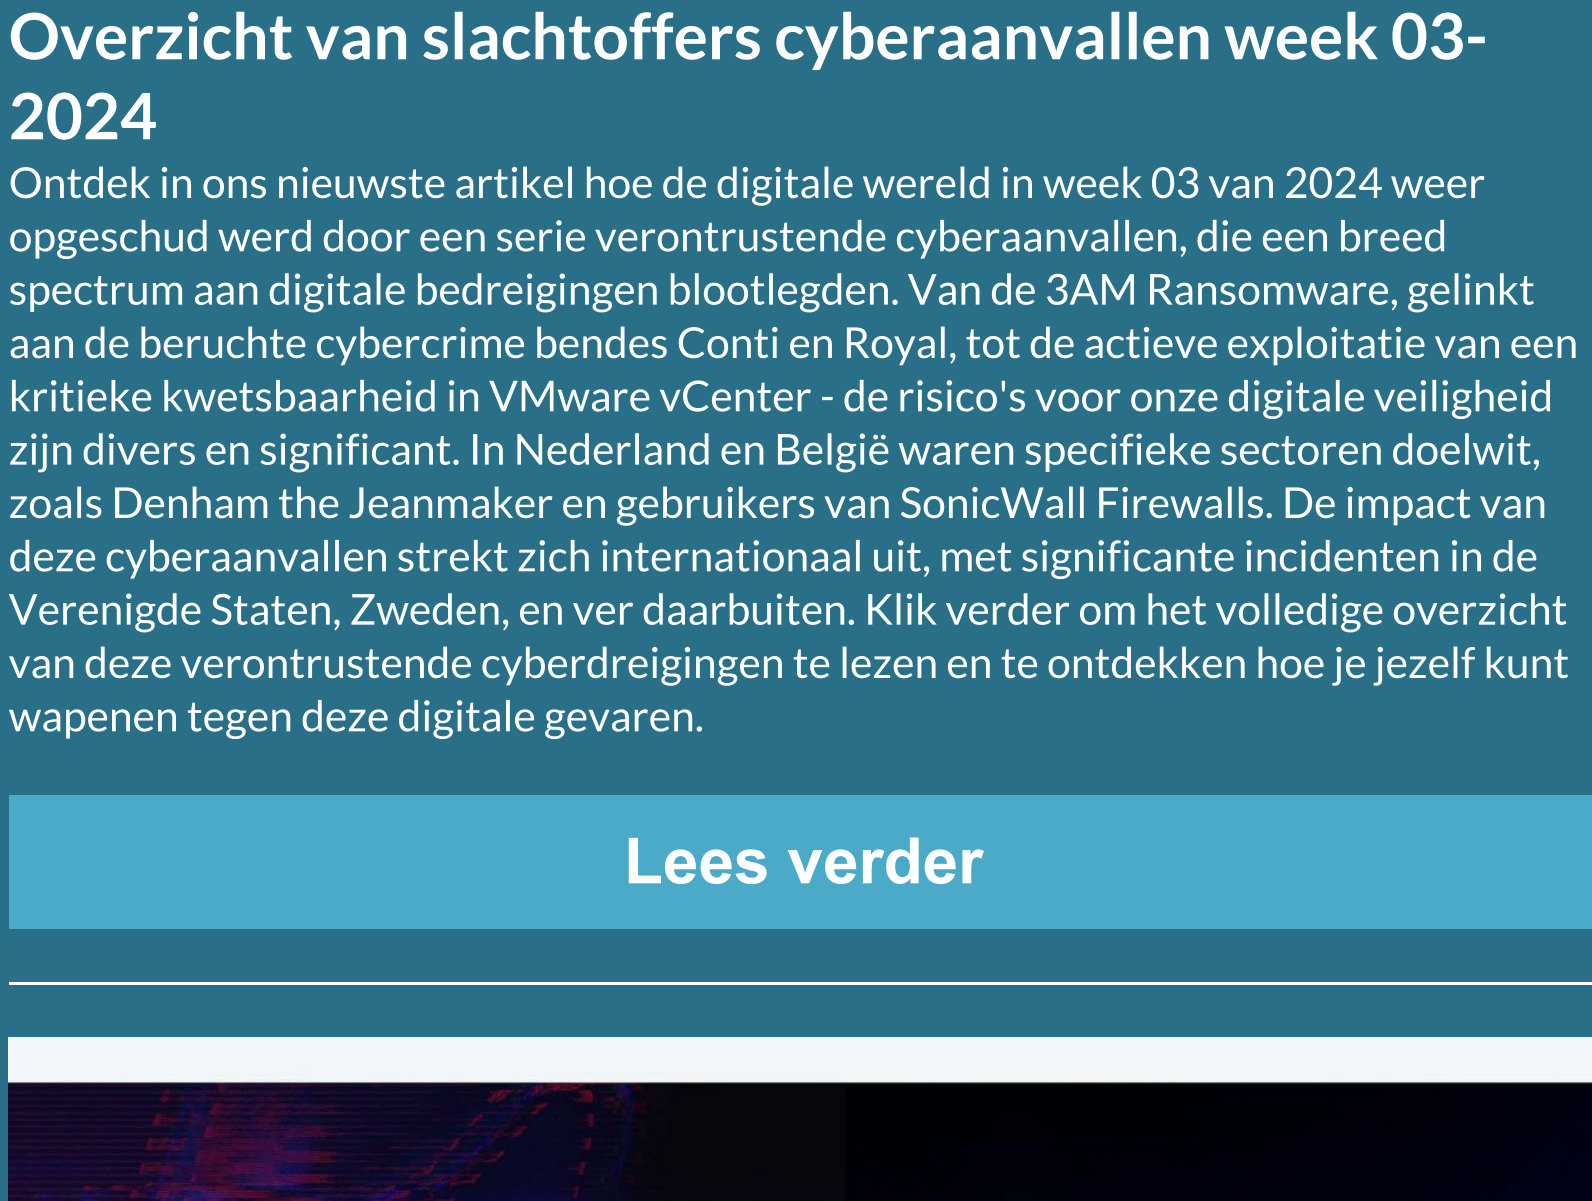 Overzicht van slachtoffers cyberaanvallen week 03-
2024
Ontdek in ons nieuwste artikel hoe de digitale wereld in week 03 van 2024 weer
opgeschud werd door een serie verontrustende cyberaanvallen, die een breed
spectrum aan digitale bedreigingen blootlegden. Van de 3AM Ransomware, gelinkt
aan de beruchte cybercrime bendes Conti en Royal, tot de actieve exploitatie van een
kritieke kwetsbaarheid in VMware vCenter - de risico's voor onze digitale veiligheid
zijn divers en significant. In Nederland en België waren specifieke sectoren doelwit,
zoals Denham the Jeanmaker en gebruikers van SonicWall Firewalls. De impact van
deze cyberaanvallen strekt zich internationaal uit, met significante incidenten in de
Verenigde Staten, Zweden, en ver daarbuiten. Klik verder om het volledige overzicht
van deze verontrustende cyberdreigingen te lezen en te ontdekken hoe je jezelf kunt
wapenen tegen deze digitale gevaren.
Lees verder